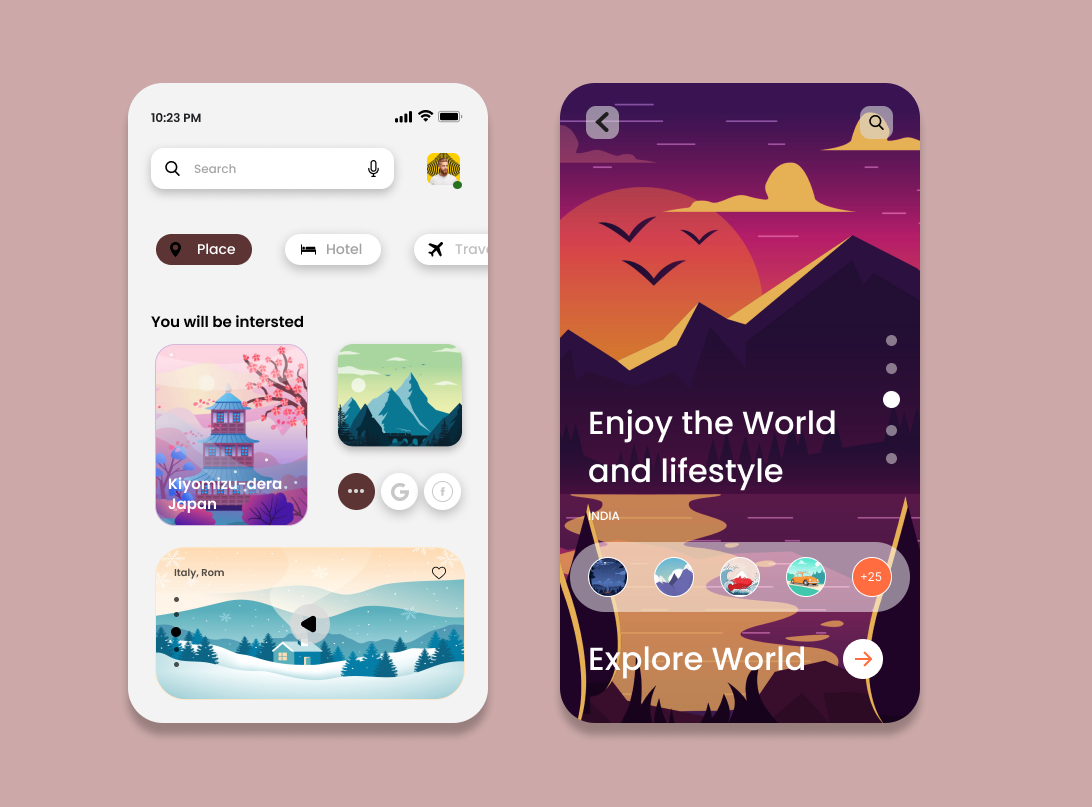 10:23 PM
Search
Place
Hotel
Trave
You will be intersted
Kiyomizu-dera
Japan
G
f
Italy, Rom
Enjoy the World
and lifestyle
INDIA
+25
Explore World